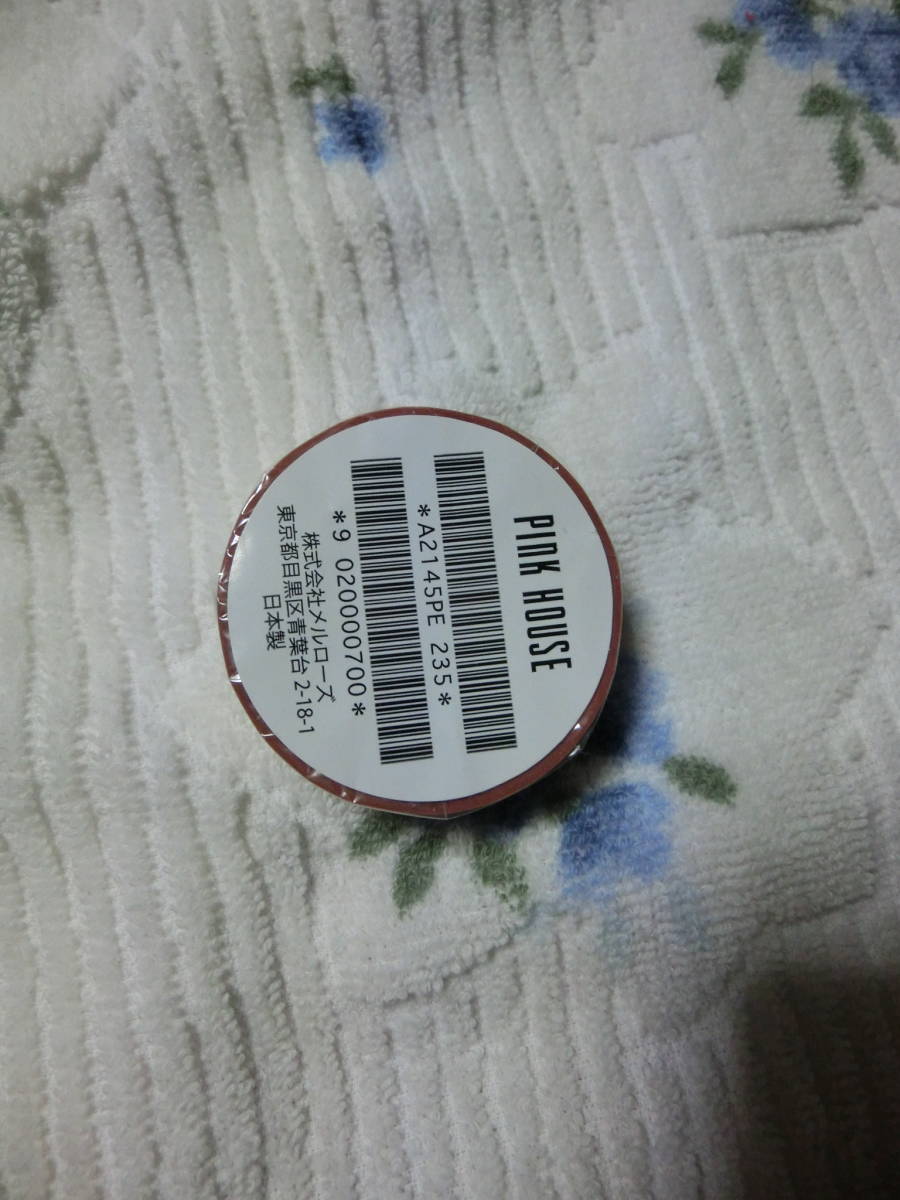 PINK HOUSE
*A2145PE 235*
*9 0200000700*
株式会社メルローズ
東京都目黒区青葉台 2-18-1
日本製